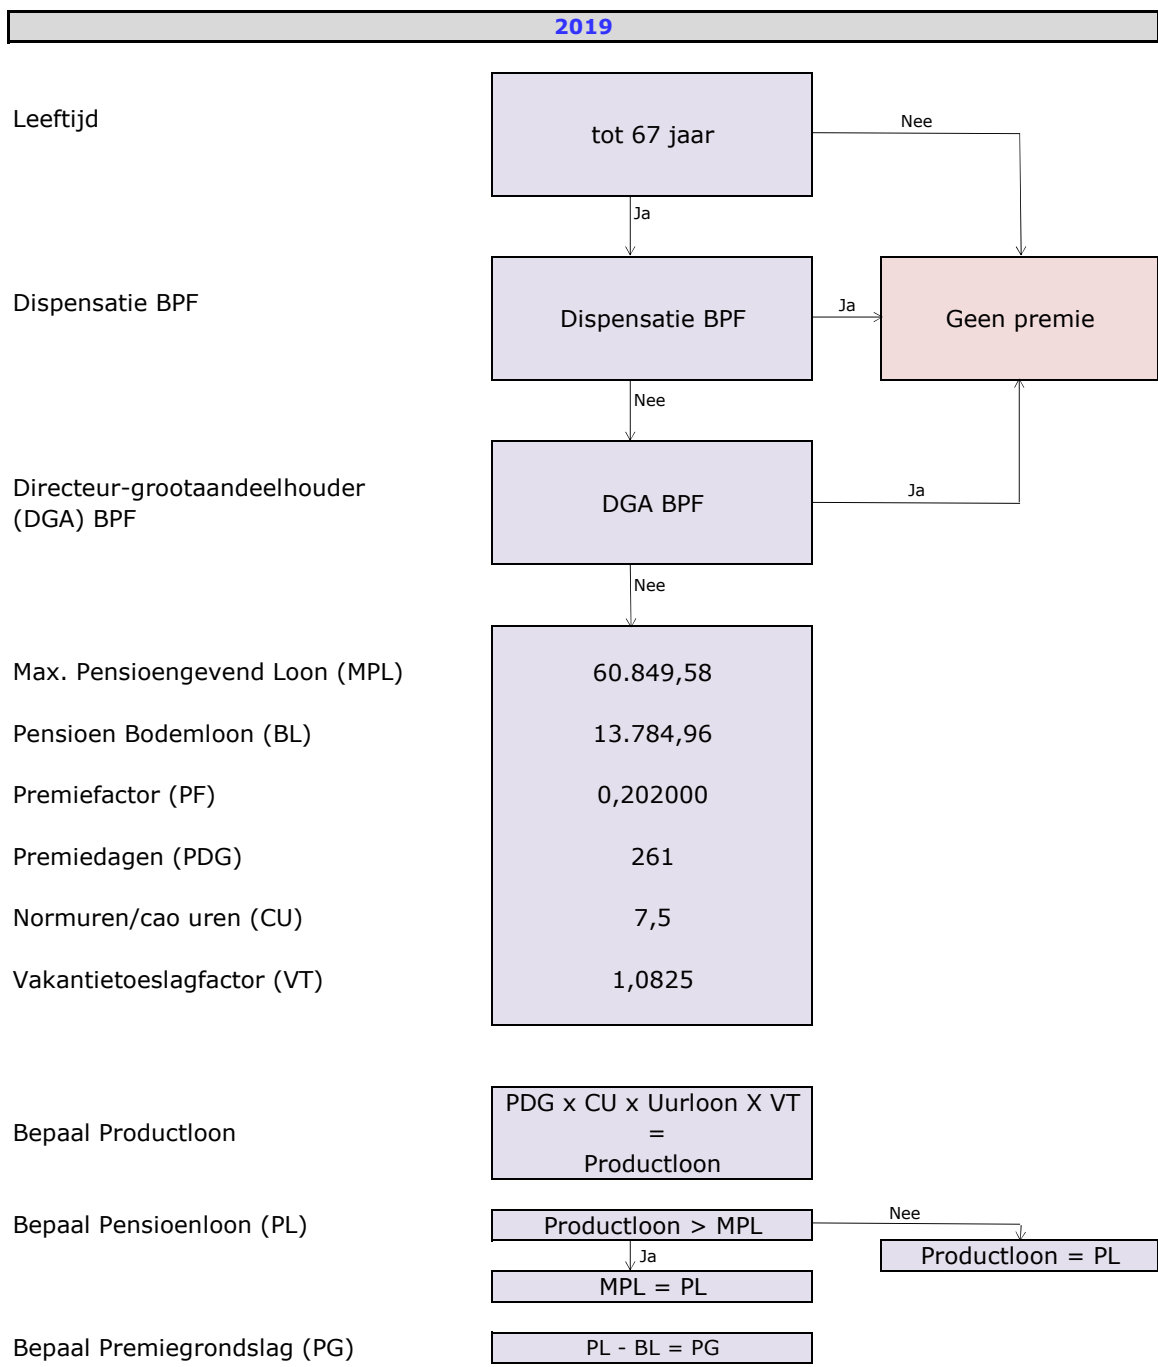 2019
Leeftijd
tot 67 jaar
Nee
Ja
Dispensatie BPF
Dispensatie BPF
Ja
Geen premie
Nee
Directeur-grootaandeelhouder
(DGA) BPF
DGA BPF
Ja
Nee
Max. Pensioengevend Loon (MPL)
60.849,58
Pensioen Bodemloon (BL)
13.784,96
Premiefactor (PF)
0,202000
Premiedagen (PDG)
261
Normuren/cao uren (CU)
7,5
Vakantietoeslagfactor (VT)
1,0825
Bepaal Productloon
PDG x CU x Uurloon X VT
=
Productloon
Bepaal Pensioenloon (PL)
Productloon > MPL
Nee
Ja
Productloon = PL
MPL = PL
Bepaal Premiegrondslag (PG)
PL - BL = PG